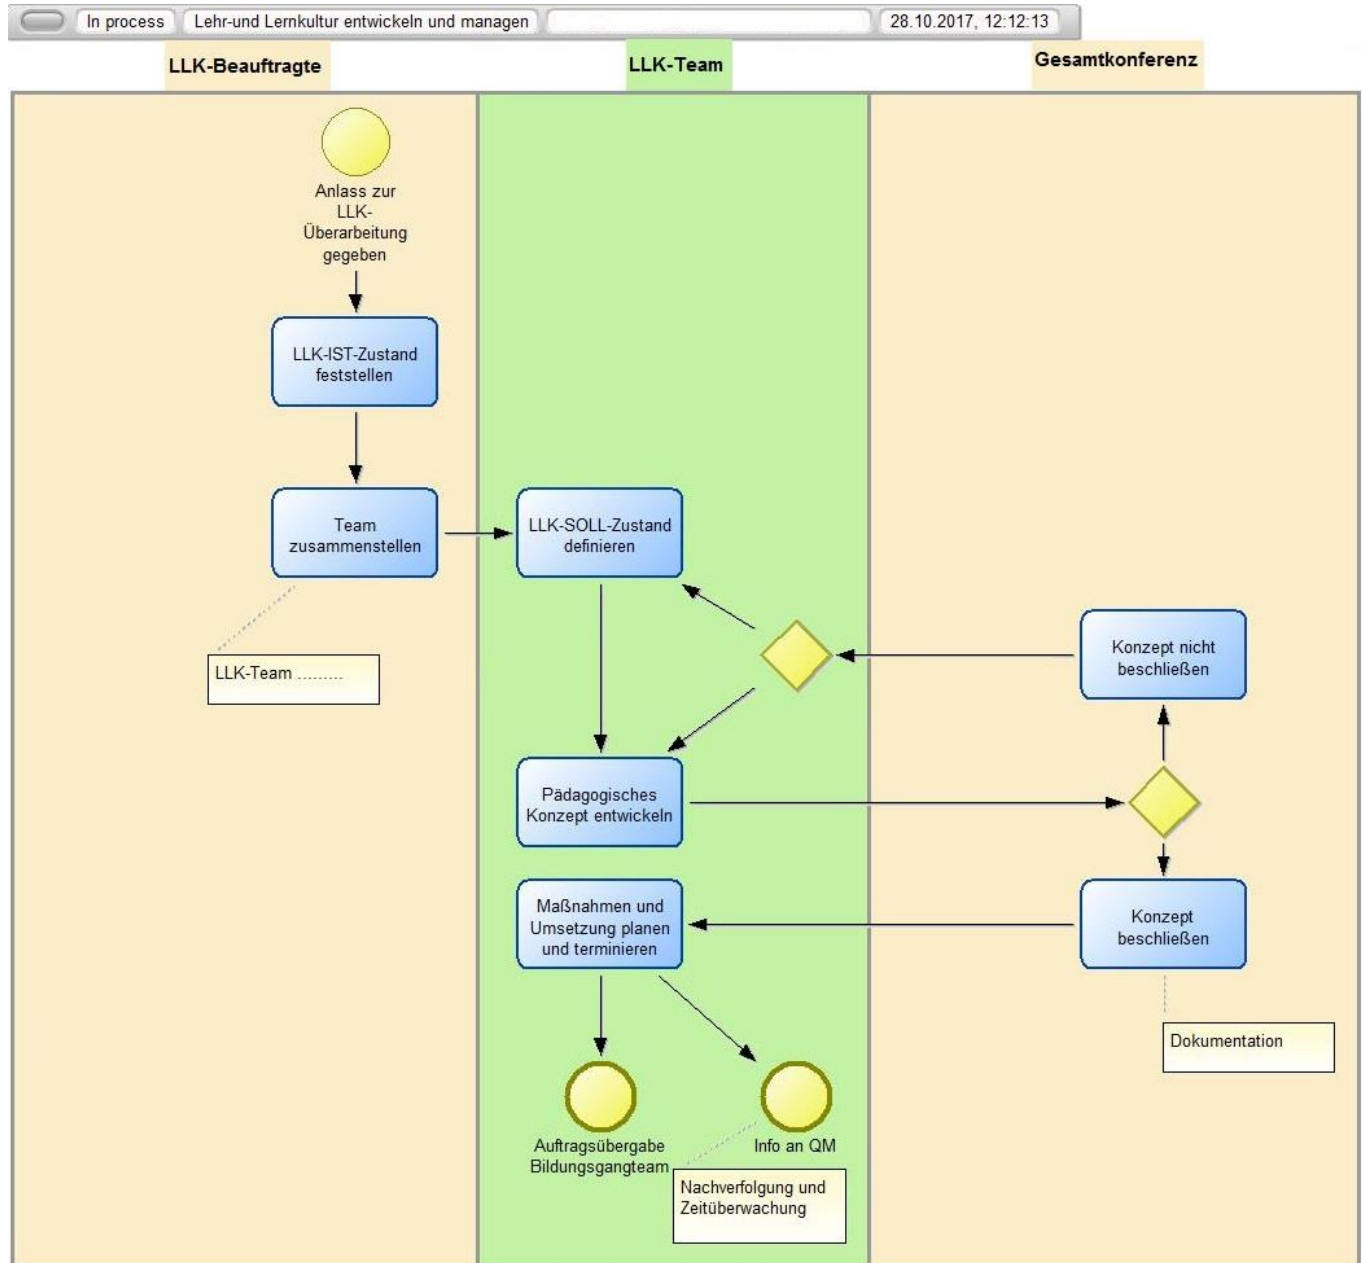 In process Lehr-und Lernkultur entwickeln und managen 28.10.2017, 12:12:13
LLK-Beauftragte
LLK-Team
Gesamtkonferenz
Anlass zur
LLK-
Überarbeitung
gegeben
LLK-IST-Zustand
feststellen
Team
zusammenstellen
LLK-SOLL-Zustand
definieren
LLK-Team .........
Konzept nicht
beschließen
Pädagogisches
Konzept entwickeln
Maßnahmen und
Umsetzung planen
und terminieren
Konzept
beschließen
Dokumentation
Auftragsübergabe
Bildungsgangteam
Info an QM
Nachverfolgung und
Zeitüberwachung